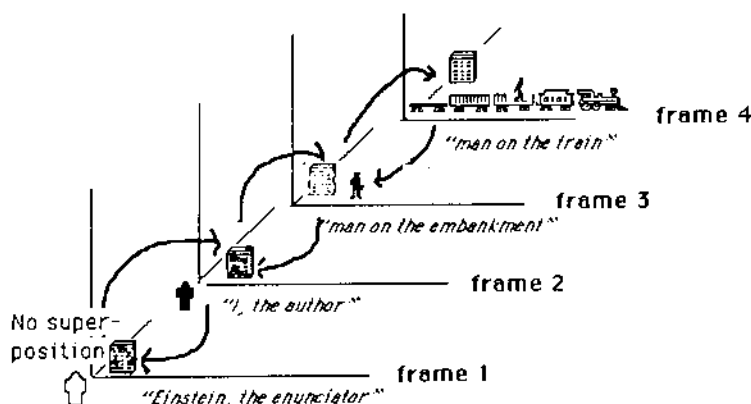 frame 4
"man on the train"
frame 3
"man on the embankment"
frame 2
"I, the author"
No super-
position
frame 1
"Einstein, the enunciator"